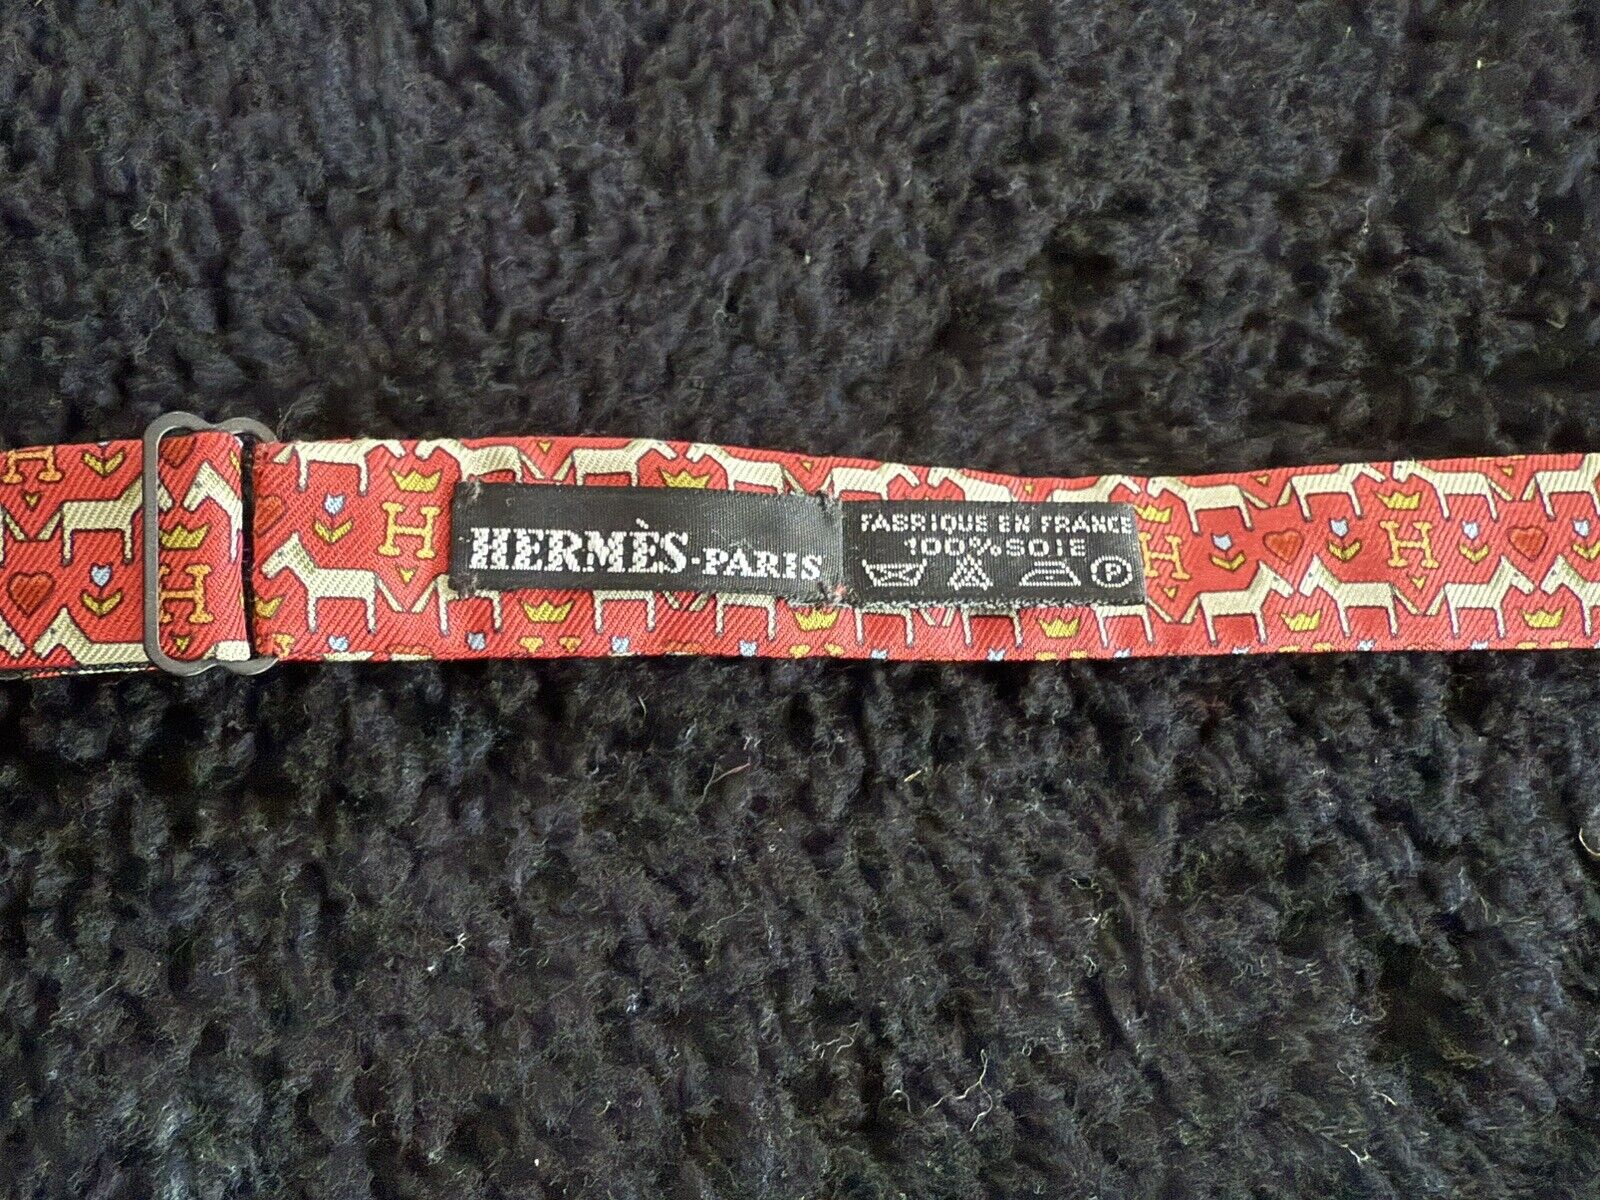 HERMÈS-PARIS
FABRIQUE EN FRANCE
100% SOIE
P
H
H
H
H
H